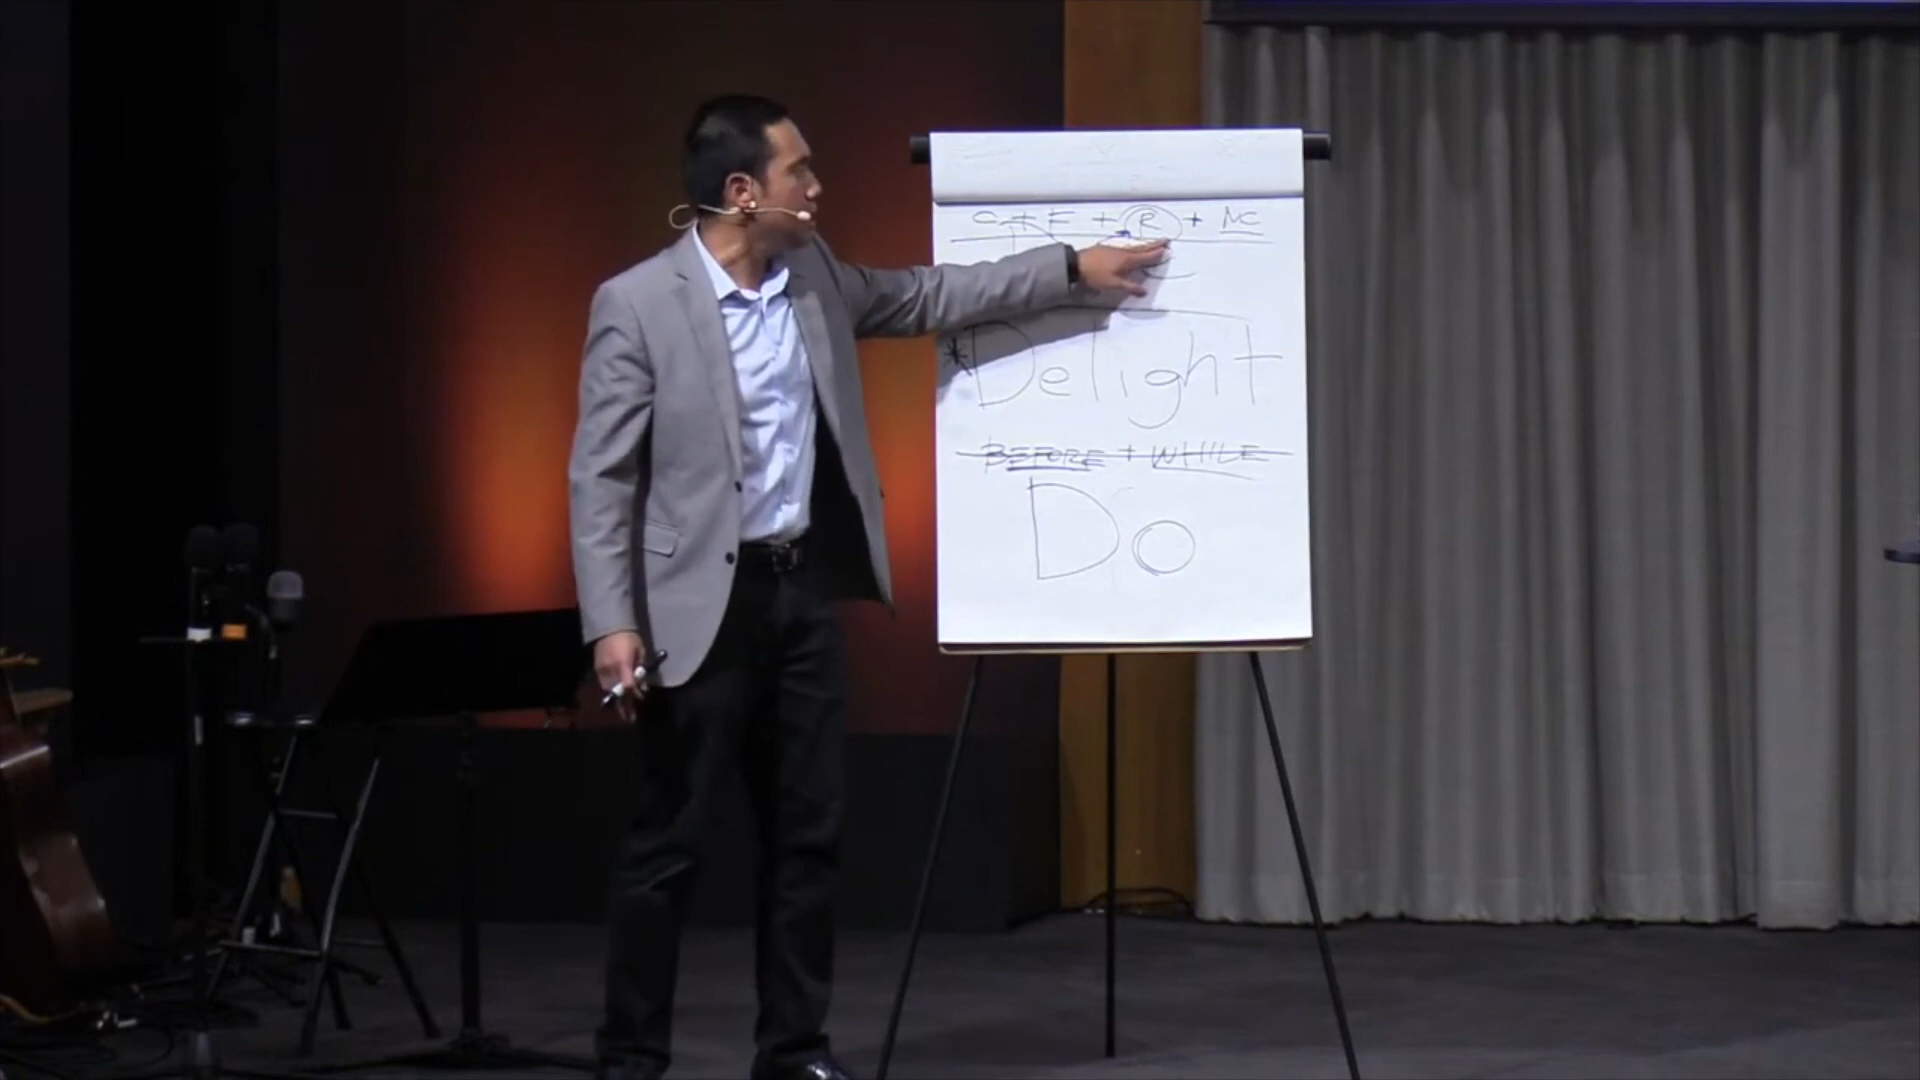 C + F + R + NC
* Delight
BEFORE + WHILE
Do